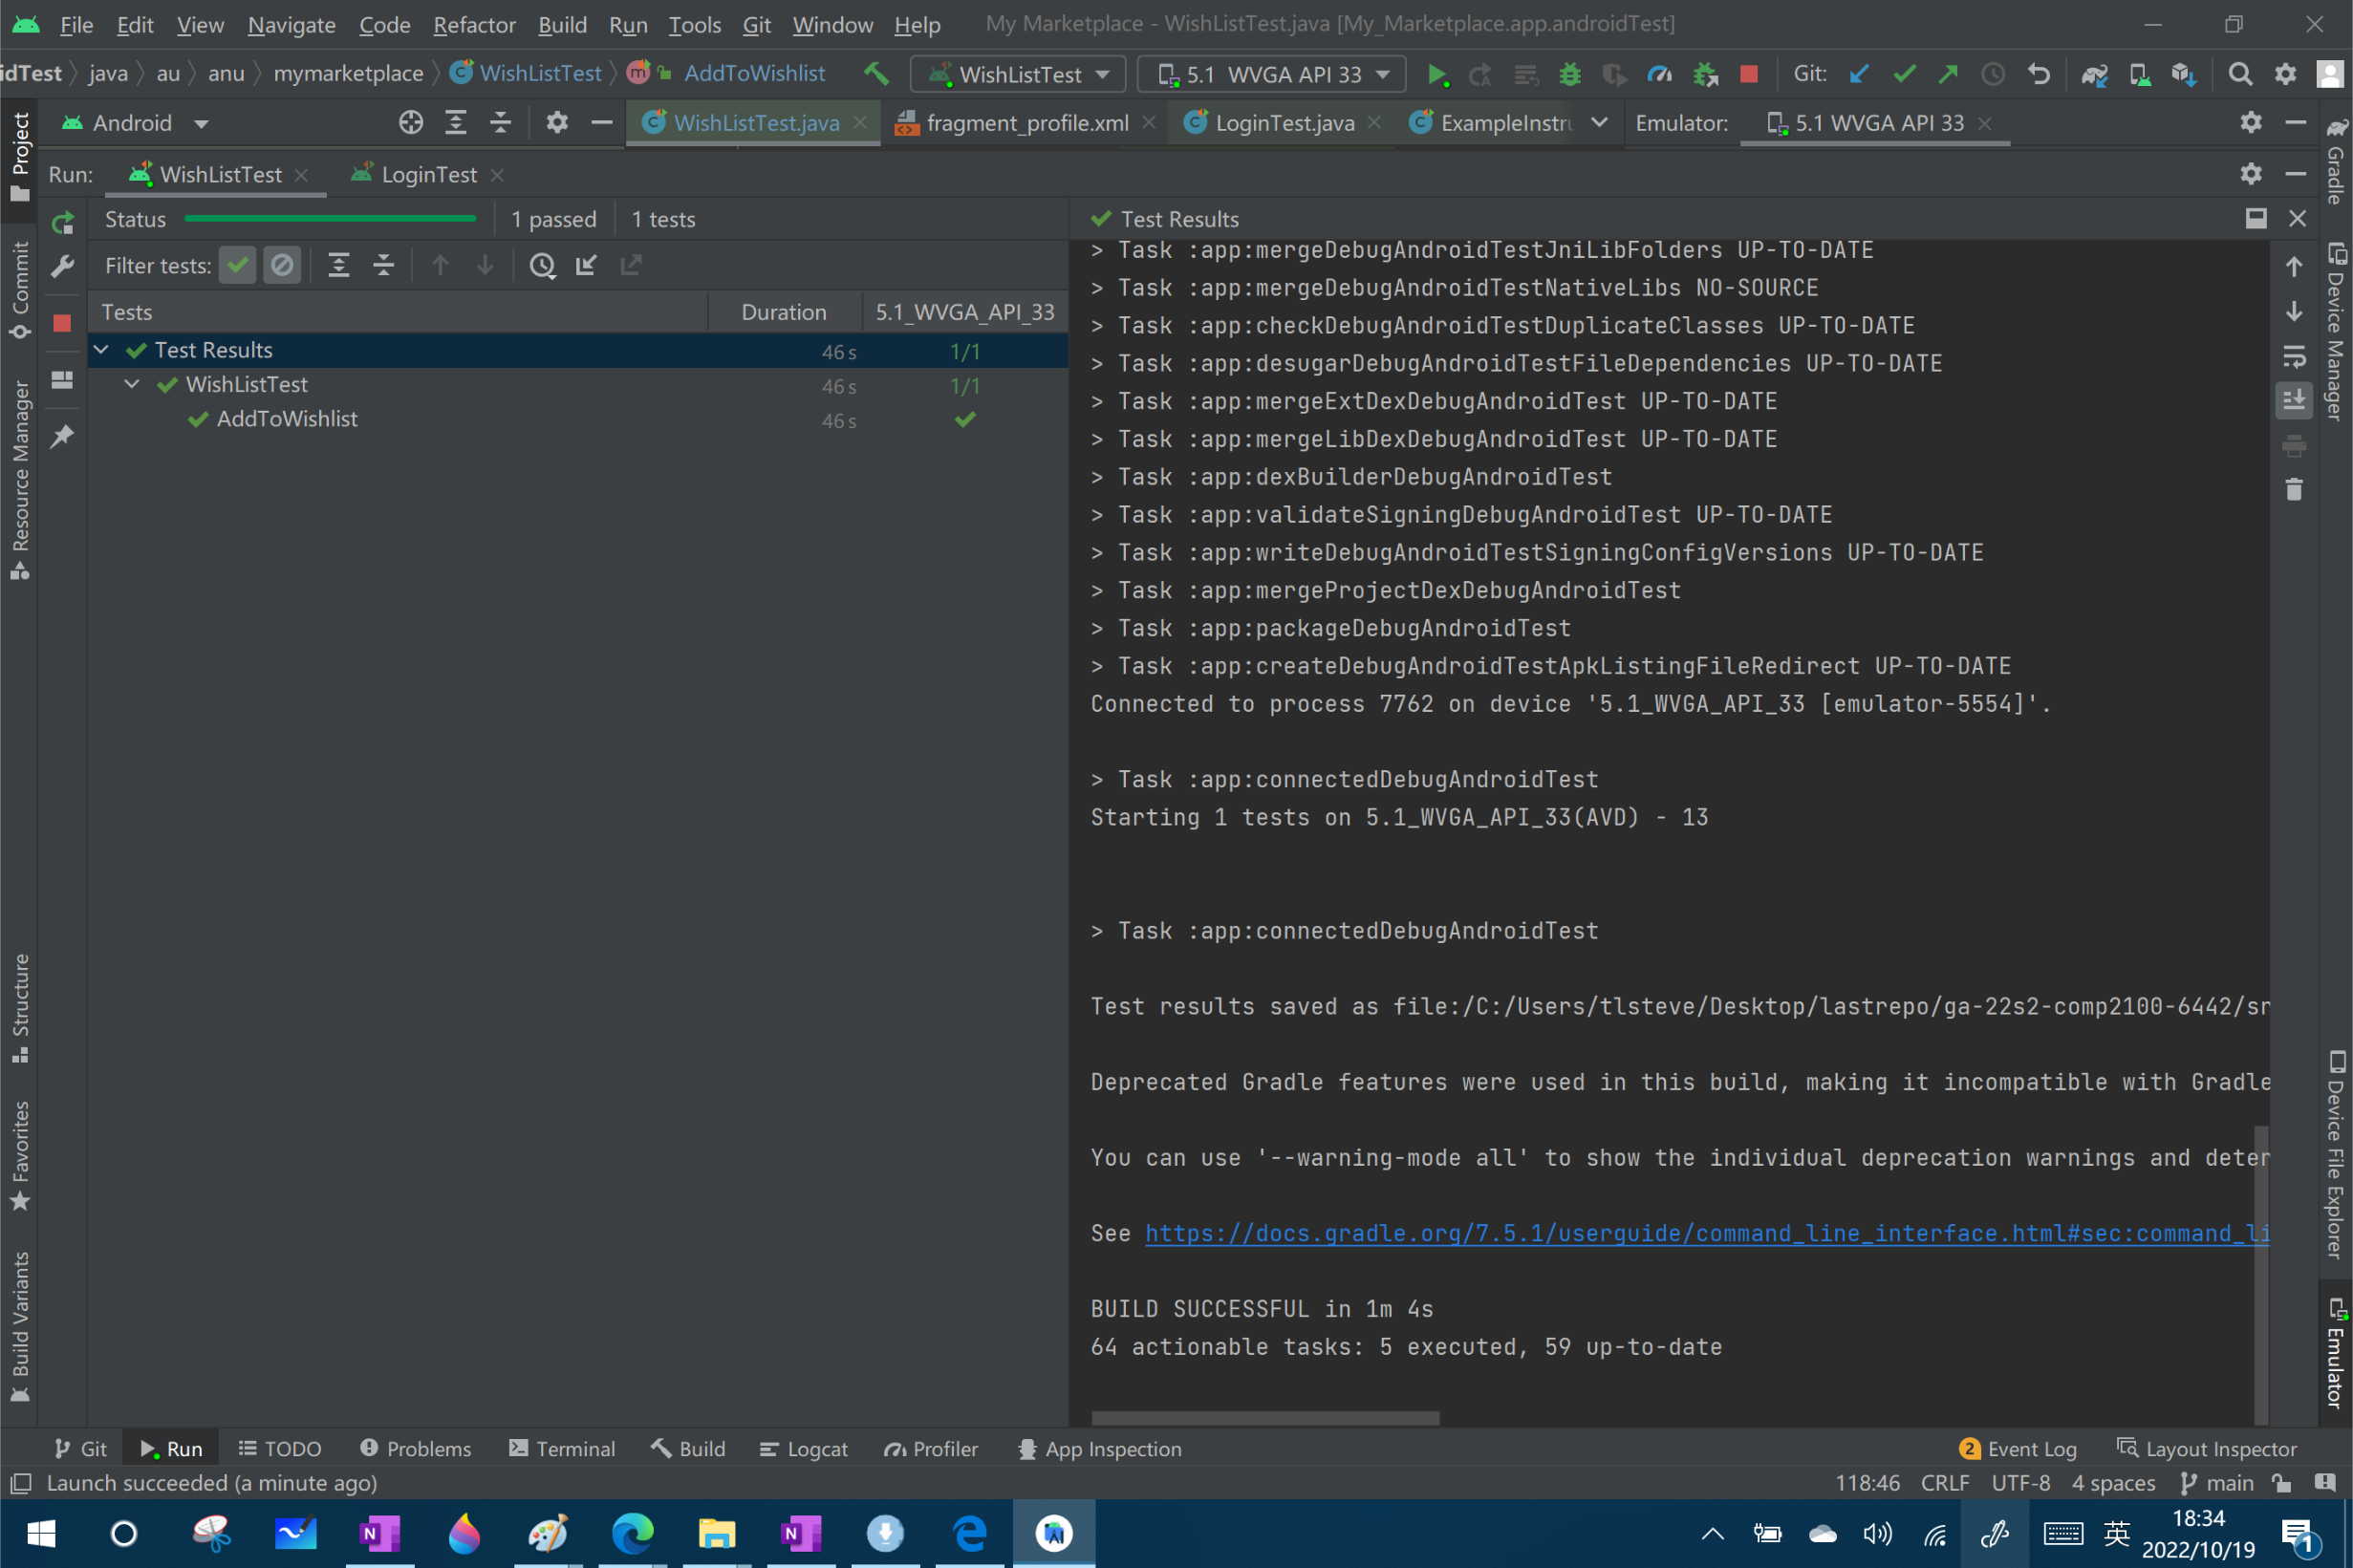 File Edit View Navigate Code Refactor Build Run Tools Git Window Help My Marketplace - WishListTest.java [My_Marketplace.app.androidTest]
idTest java au anu mymarketplace WishListTest AddToWishlist WishListTest 5.1 WVGA API 33 Git:
Android WishListTest.java fragment_profile.xml LoginTest.java ExampleInstru Emulator: 5.1 WVGA API 33
Run: WishListTest LoginTest
Status 1 passed 1 tests
Filter tests:
Tests Duration 5.1_WVGA_API_33
Test Results 46 s 1/1
WishListTest 46 s 1/1
AddToWishlist 46 s
Test Results
> Task :app:mergeDebugAndroidTestJniLibFolders UP-TO-DATE
> Task :app:mergeDebugAndroidTestNativeLibs NO-SOURCE
> Task :app:checkDebugAndroidTestDuplicateClasses UP-TO-DATE
> Task :app:desugarDebugAndroidTestFileDependencies UP-TO-DATE
> Task :app:mergeExtDexDebugAndroidTest UP-TO-DATE
> Task :app:mergeLibDexDebugAndroidTest UP-TO-DATE
> Task :app:dexBuilderDebugAndroidTest
> Task :app:validateSigningDebugAndroidTest UP-TO-DATE
> Task :app:writeDebugAndroidTestSigningConfigVersions UP-TO-DATE
> Task :app:mergeProjectDexDebugAndroidTest
> Task :app:packageDebugAndroidTest
> Task :app:createDebugAndroidTestApkListingFileRedirect UP-TO-DATE
Connected to process 7762 on device '5.1_WVGA_API_33 [emulator-5554]'.
> Task :app:connectedDebugAndroidTest
Starting 1 tests on 5.1_WVGA_API_33(AVD) - 13
> Task :app:connectedDebugAndroidTest
Test results saved as file:/C:/Users/tlsteve/Desktop/lastrepo/ga-22s2-comp2100-6442/sr
Deprecated Gradle features were used in this build, making it incompatible with Gradle
You can use '--warning-mode all' to show the individual deprecation warnings and deter
See https://docs.gradle.org/7.5.1/userguide/command_line_interface.html#sec:command_li
BUILD SUCCESSFUL in 1m 4s
64 actionable tasks: 5 executed, 59 up-to-date
Project
Commit
Resource Manager
Structure
Favorites
Build Variants
Gradle
Device Manager
Device File Explorer
Emulator
Git Run TODO Problems Terminal Build Logcat Profiler App Inspection 2 Event Log Layout Inspector
Launch succeeded (a minute ago) 118:46 CRLF UTF-8 4 spaces main
英 18:34
2022/10/19 1